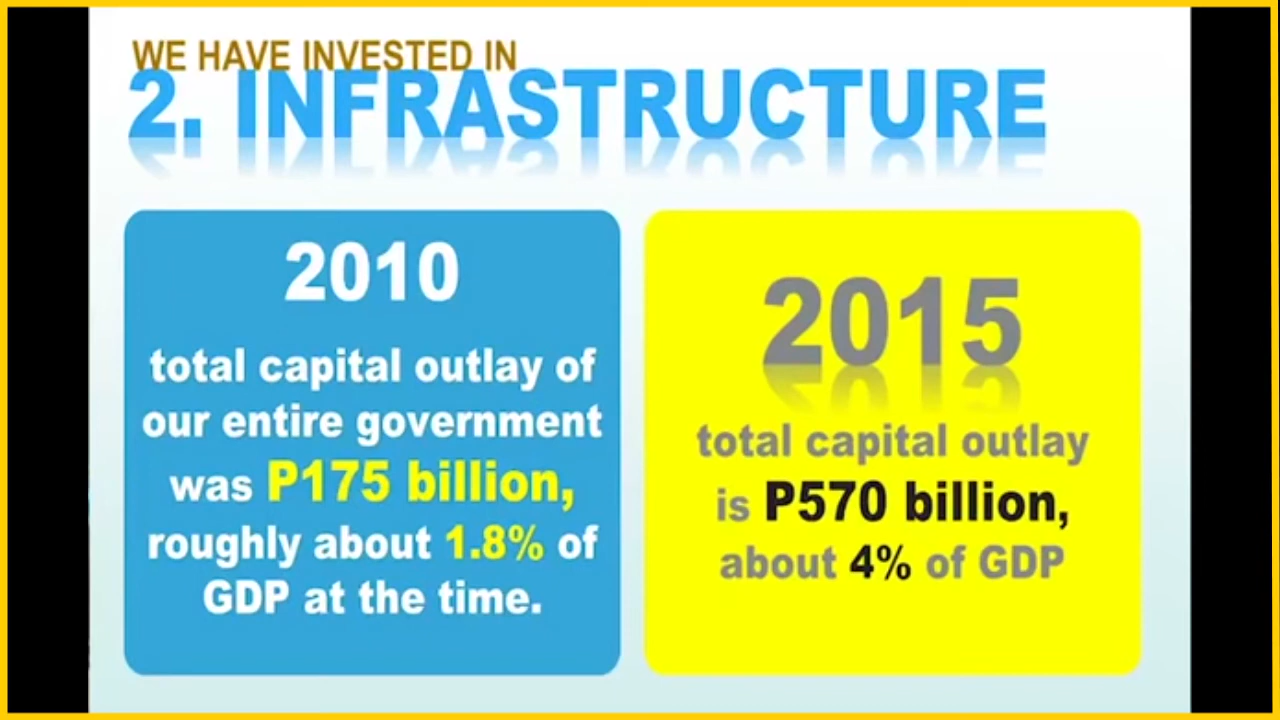 WE HAVE INVESTED IN
2. INFRASTRUCTURE
2010
total capital outlay of
our entire government
was P175 billion,
roughly about 1.8% of
GDP at the time.
2015
total capital outlay
is P570 billion,
about 4% of GDP